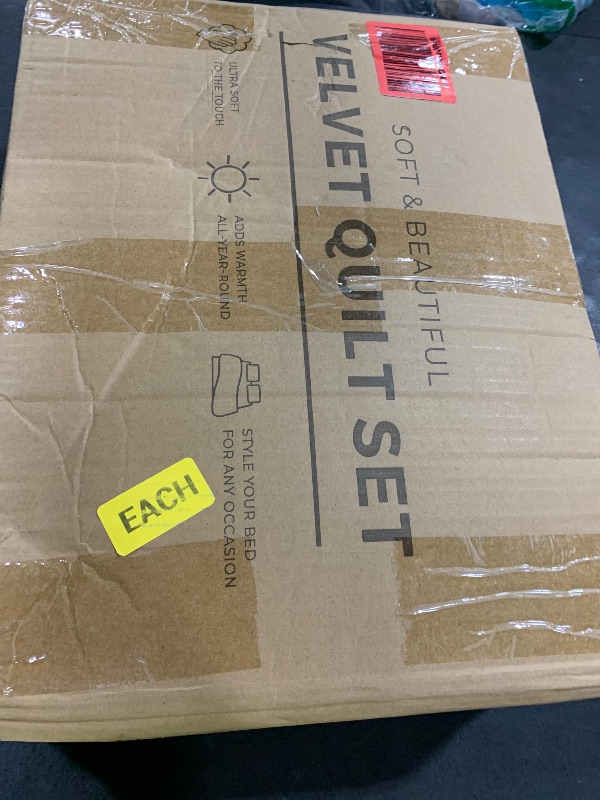 SOFT & BEAUTIFUL
VELVET QUILT SET
ULTRA SOFT
TO THE TOUCH
ADDS WARMTH
ALL-YEAR-ROUND
STYLE YOUR BED
FOR ANY OCCASION
EACH